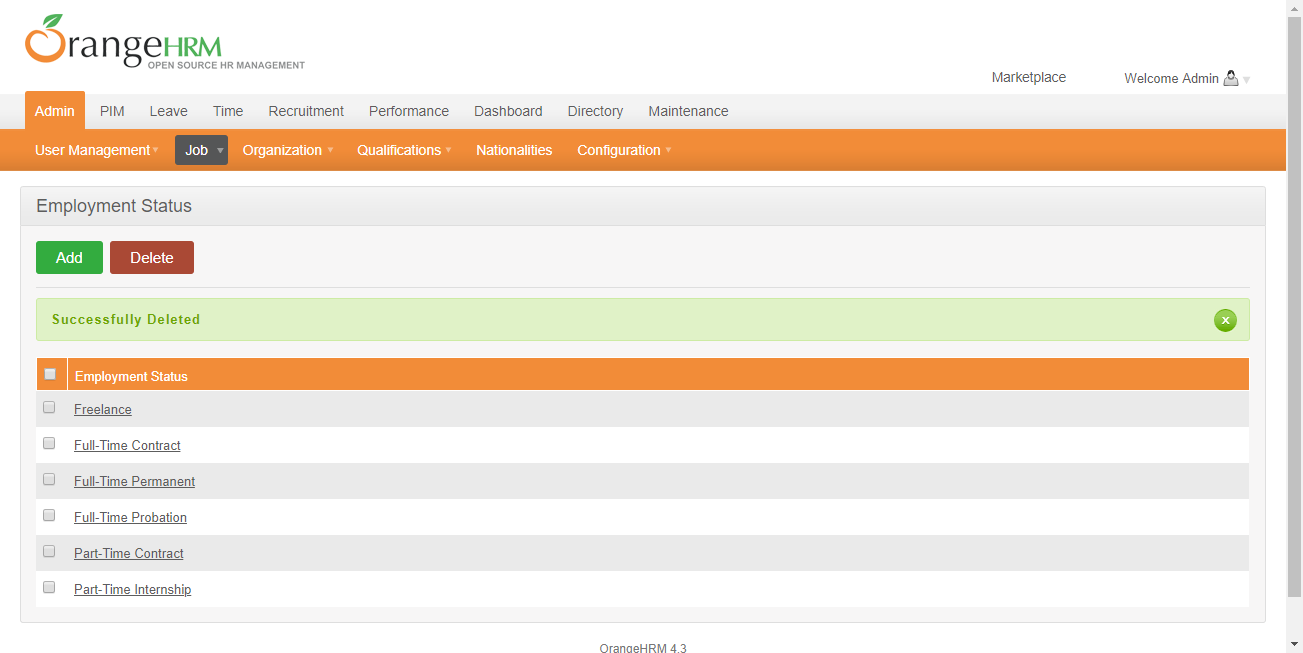 OrangeHRM
OPEN SOURCE HR MANAGEMENT
Marketplace Welcome Admin
Admin PIM Leave Time Recruitment Performance Dashboard Directory Maintenance
User Management Job Organization Qualifications Nationalities Configuration
Employment Status
Add Delete
Successfully Deleted x
Employment Status
Freelance
Full-Time Contract
Full-Time Permanent
Full-Time Probation
Part-Time Contract
Part-Time Internship
OrangeHRM 4.3